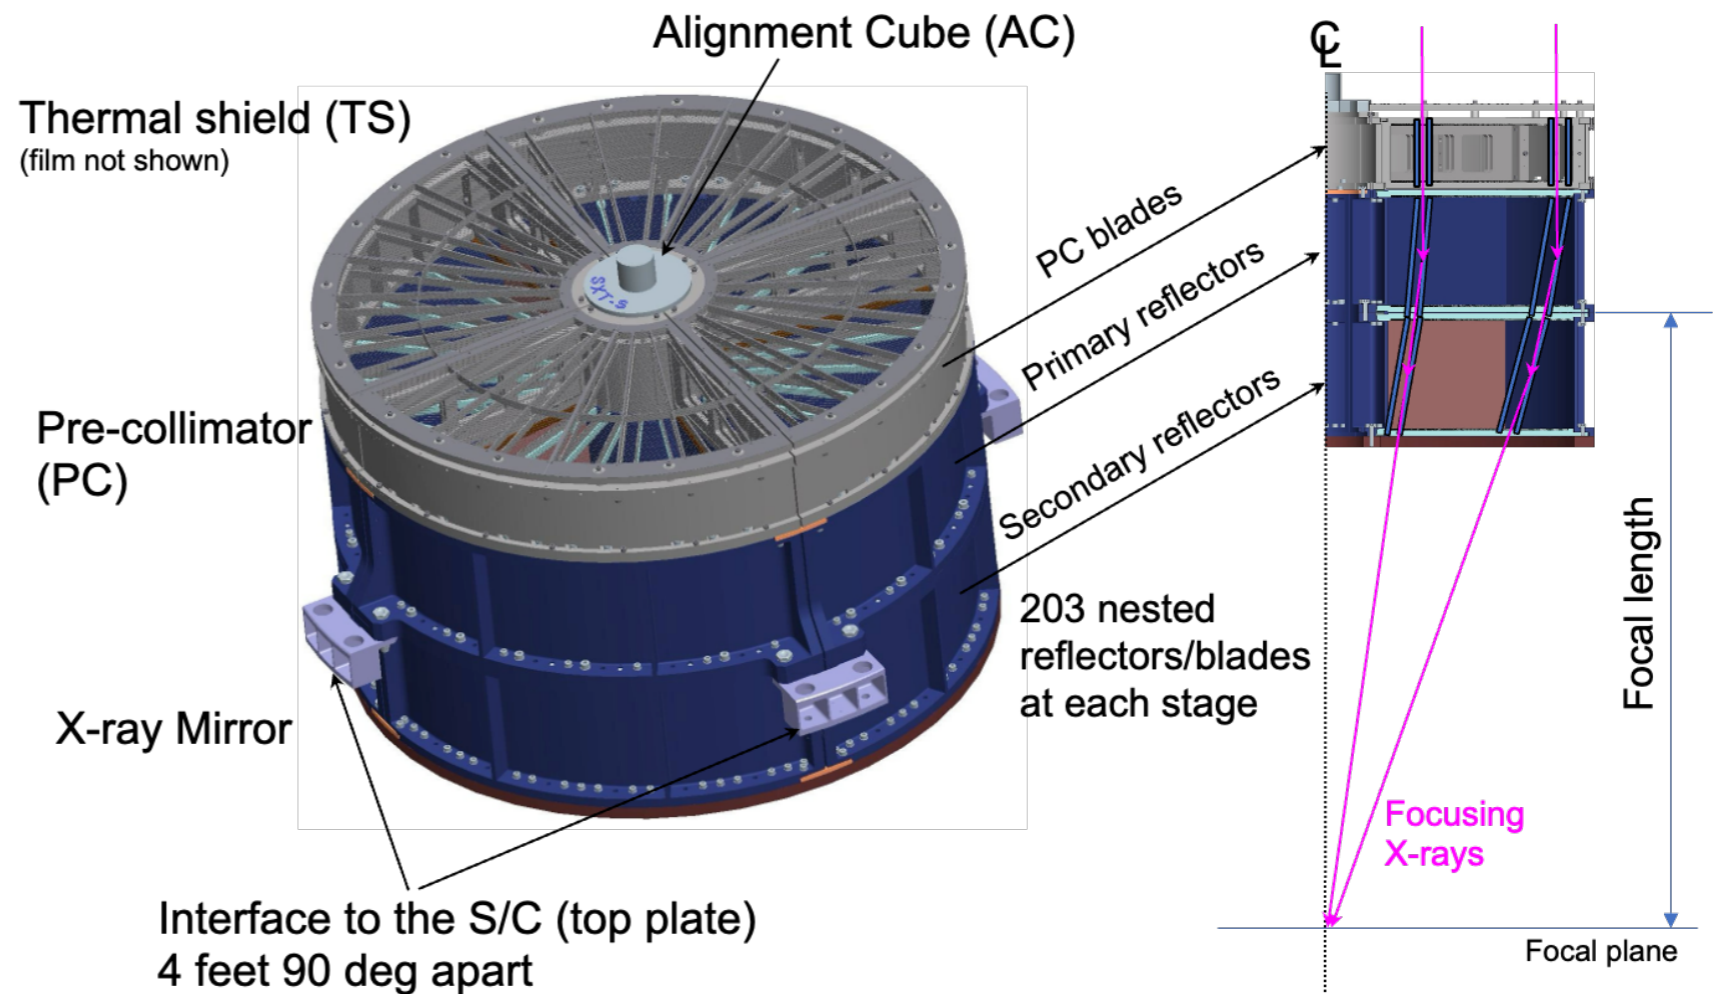 Alignment Cube (AC)
Thermal shield (TS)
(film not shown)
SXT-S
Pre-collimator
(PC)
X-ray Mirror
Interface to the S/C (top plate)
4 feet 90 deg apart
PC blades
Primary reflectors
Secondary reflectors
203 nested
reflectors/blades
at each stage
CL
Focal length
Focusing
X-rays
Focal plane